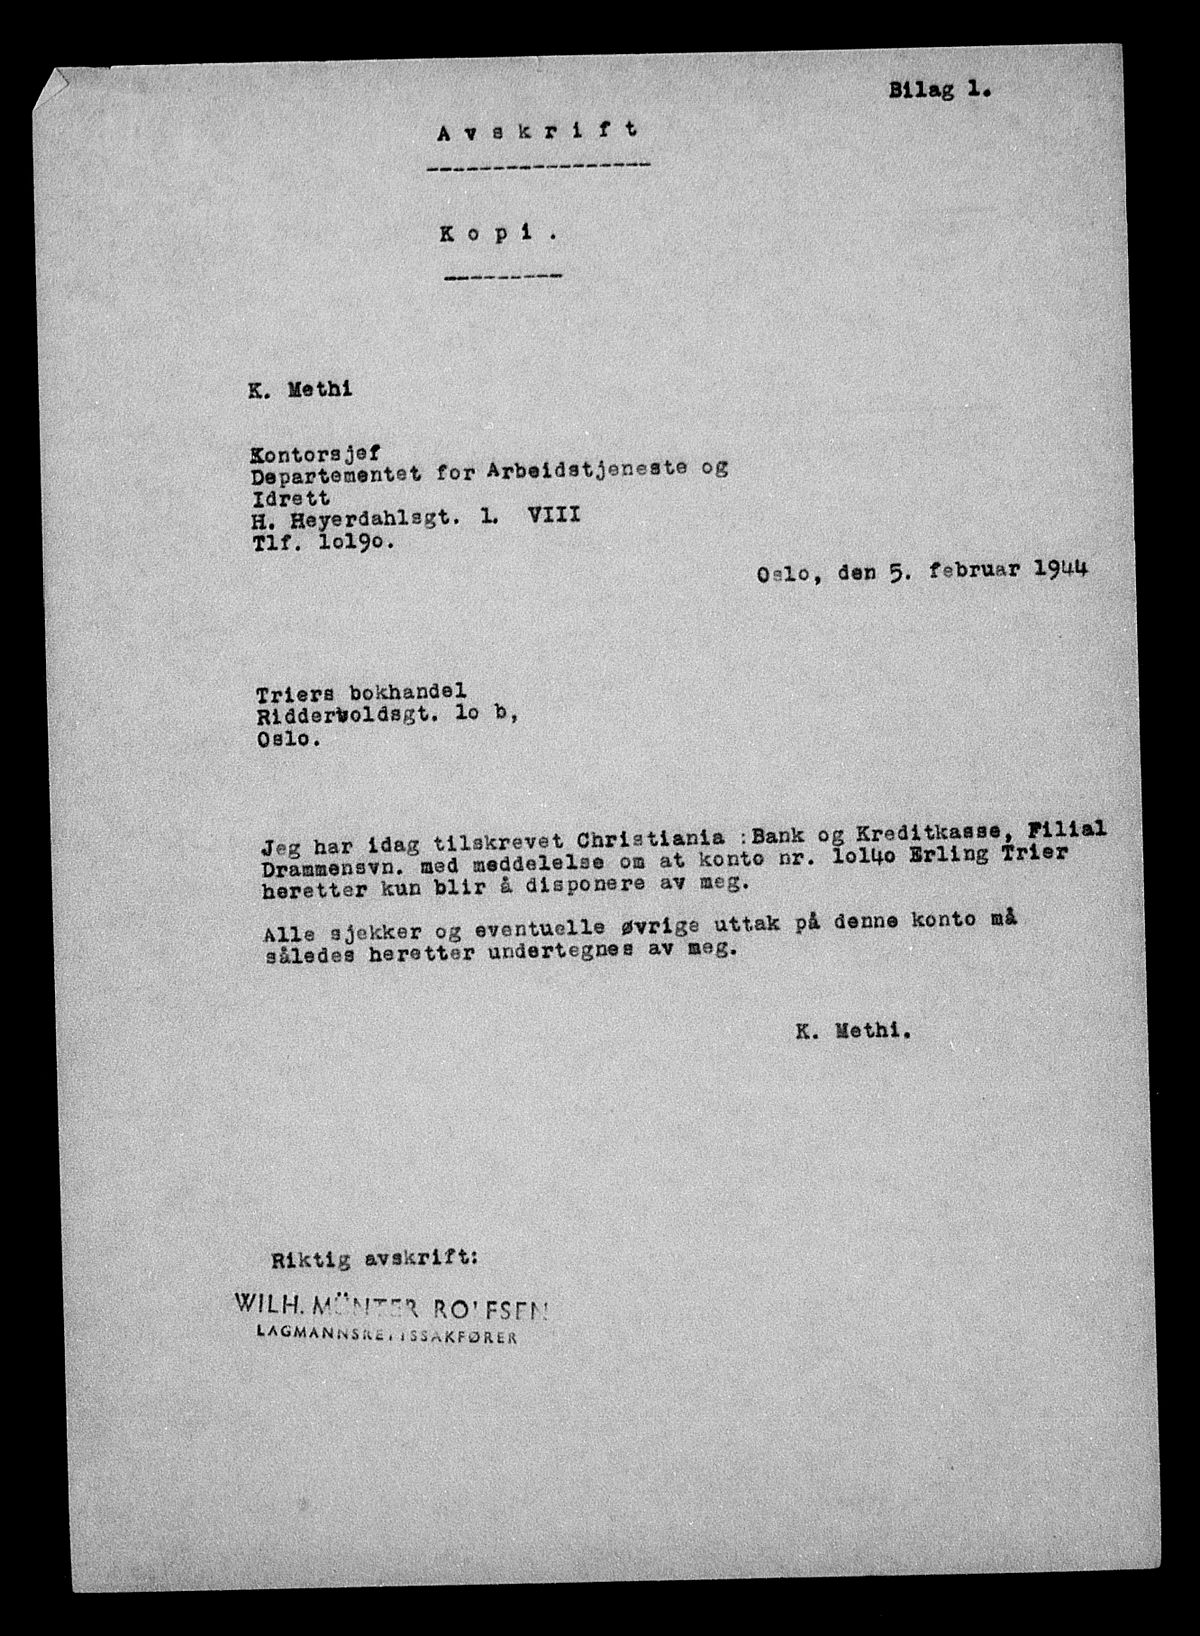 Bilag 1.
A v s k r i f t
-----------------
K o p i .
---------
K. Methi
Kontorsjef
Departementet for Arbeidstjeneste og
Idrett
H. Heyerdahlsgt. 1. VIII
Tlf. lol9o.
Oslo, den 5. februar 1944
Triers bokhandel
Riddervoldsgt. lo b,
Oslo.
Jeg har idag tilskrevet Christiania :Bank og Kreditkasse, Filial
Drammensvn. med meddelelse om at konto nr. lol4o Erling Trier
heretter kun blir å disponere av meg.
Alle sjekker og eventuelle øvrige uttak på denne konto må
således heretter undertegnes av meg.
K. Methi.
Riktig avskrift:
WILH. MÜNTER ROLFSEN
LAGMANNSRETTSSAKFØRER